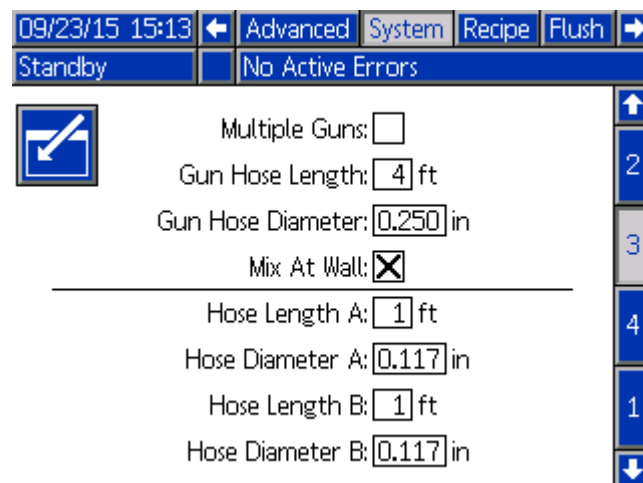 09/23/15 15:13 Advanced System Recipe Flush
Standby No Active Errors
Multiple Guns:
Gun Hose Length: 4 ft
Gun Hose Diameter: 0.250 in
Mix At Wall:
Hose Length A: 1 ft
Hose Diameter A: 0.117 in
Hose Length B: 1 ft
Hose Diameter B: 0.117 in
2
3
4
1